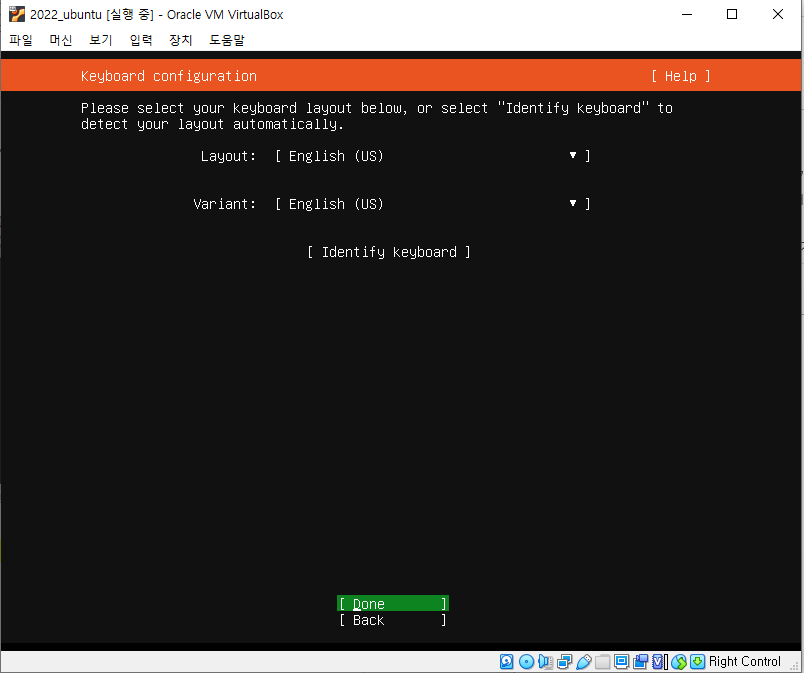 2022_ubuntu [실행 중] - Oracle VM VirtualBox
파일 머신 보기 입력 장치 도움말
Keyboard configuration [ Help ]
Please select your keyboard layout below, or select "Identify keyboard" to
detect your layout automatically.
Layout: [ English (US) ▾ ]
Variant: [ English (US) ▾ ]
[ Identify keyboard ]
[ Done ]
[ Back ]
Right Control